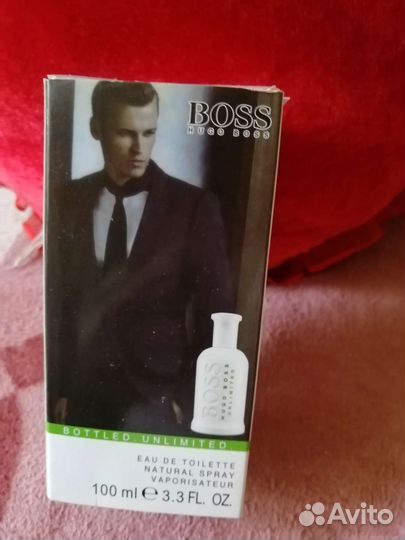 BOSS
HUGO BOSS
BOSS
HUGO BOSS
UNLIMITED
BOTTLED. UNLIMITED.
EAU DE TOILETTE
NATURAL SPRAY
VAPORISATEUR
100 ml ℮ 3.3 FL. OZ.
Avito